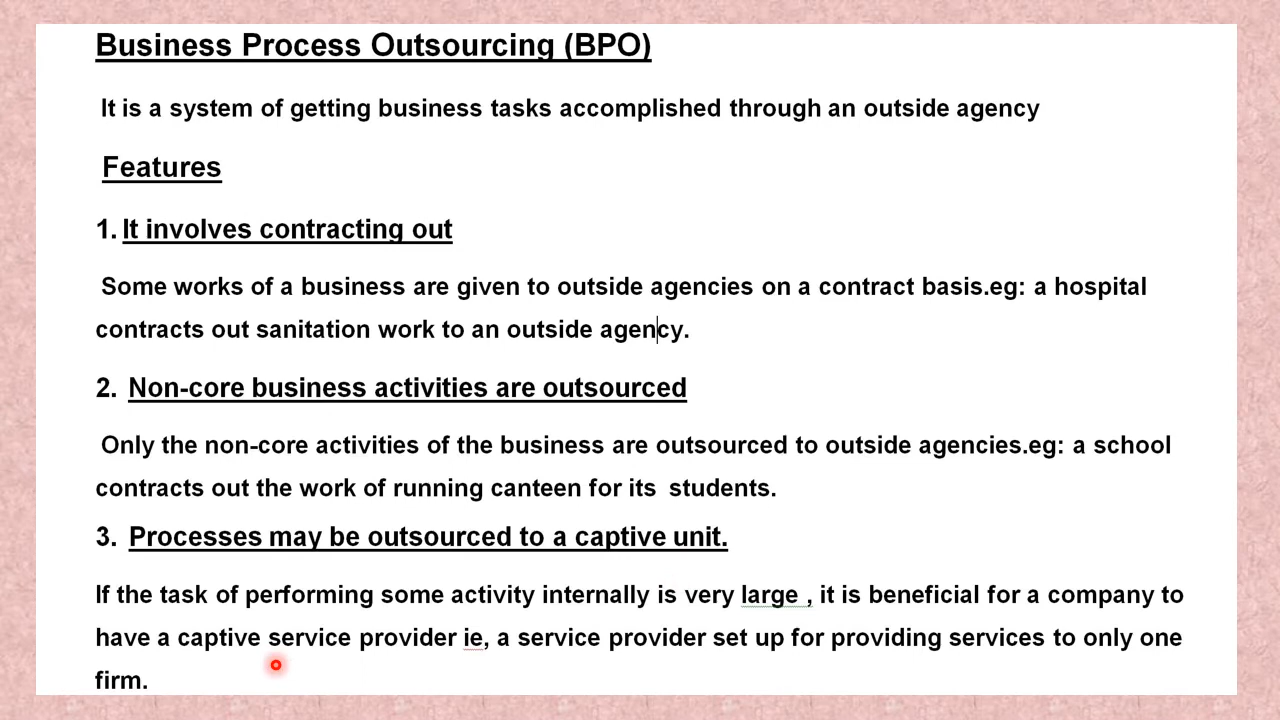 Business Process Outsourcing (BPO)
It is a system of getting business tasks accomplished through an outside agency
Features
1. It involves contracting out
Some works of a business are given to outside agencies on a contract basis.eg: a hospital
contracts out sanitation work to an outside agency.
2. Non-core business activities are outsourced
Only the non-core activities of the business are outsourced to outside agencies.eg: a school
contracts out the work of running canteen for its  students.
3. Processes may be outsourced to a captive unit.
If the task of performing some activity internally is very large , it is beneficial for a company to
have a captive service provider ie, a service provider set up for providing services to only one
firm.